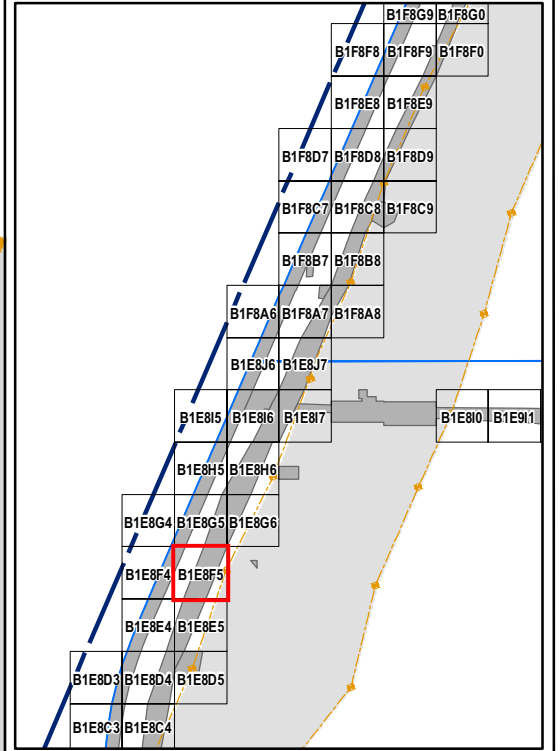 B1F8G9 B1F8G0
B1F8F8 B1F8F9 B1F8F0
B1F8E8 B1F8E9
B1F8D7 B1F8D8 B1F8D9
B1F8C7 B1F8C8 B1F8C9
B1F8B7 B1F8B8
B1F8A6 B1F8A7 B1F8A8
B1E8J6 B1E8J7
B1E8I5 B1E8I6 B1E8I7 B1E8I0 B1E9I1
B1E8H5 B1E8H6
B1E8G4 B1E8G5 B1E8G6
B1E8F4 B1E8F5
B1E8E4 B1E8E5
B1E8D3 B1E8D4 B1E8D5
B1E8C3 B1E8C4